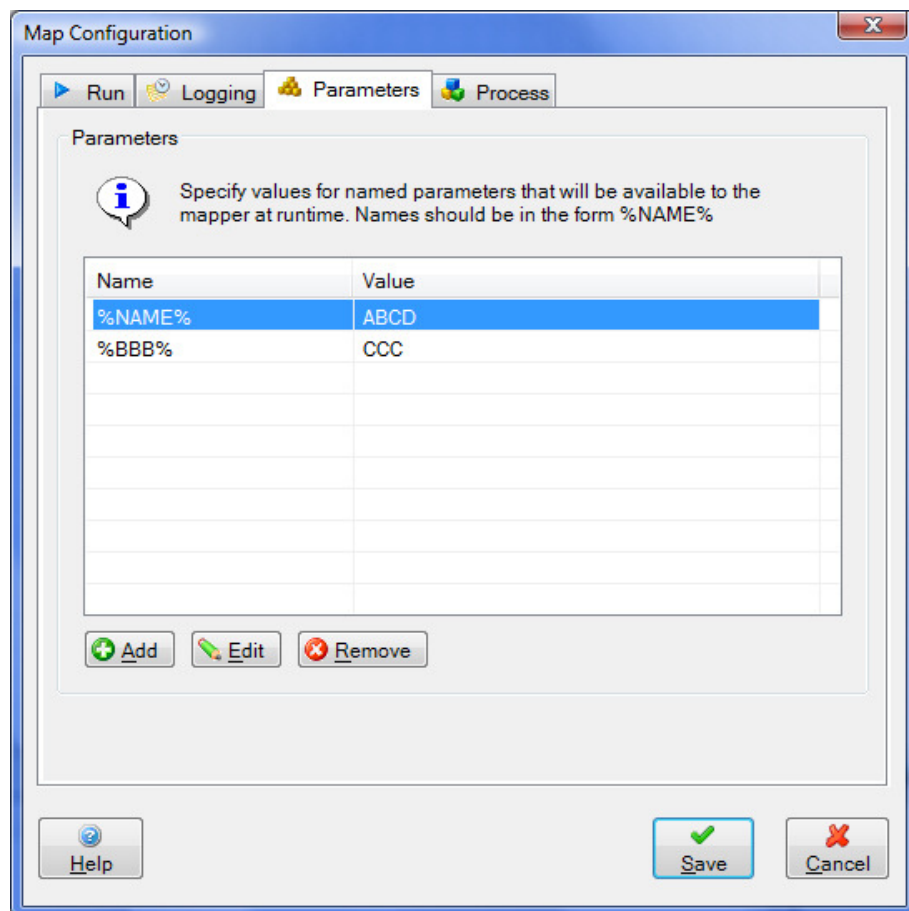 Map Configuration
Run Logging Parameters Process
Parameters
Specify values for named parameters that will be available to the
mapper at runtime. Names should be in the form %NAME%
Name Value
%NAME% ABCD
%BBB% CCC
Add Edit Remove
Help Save Cancel